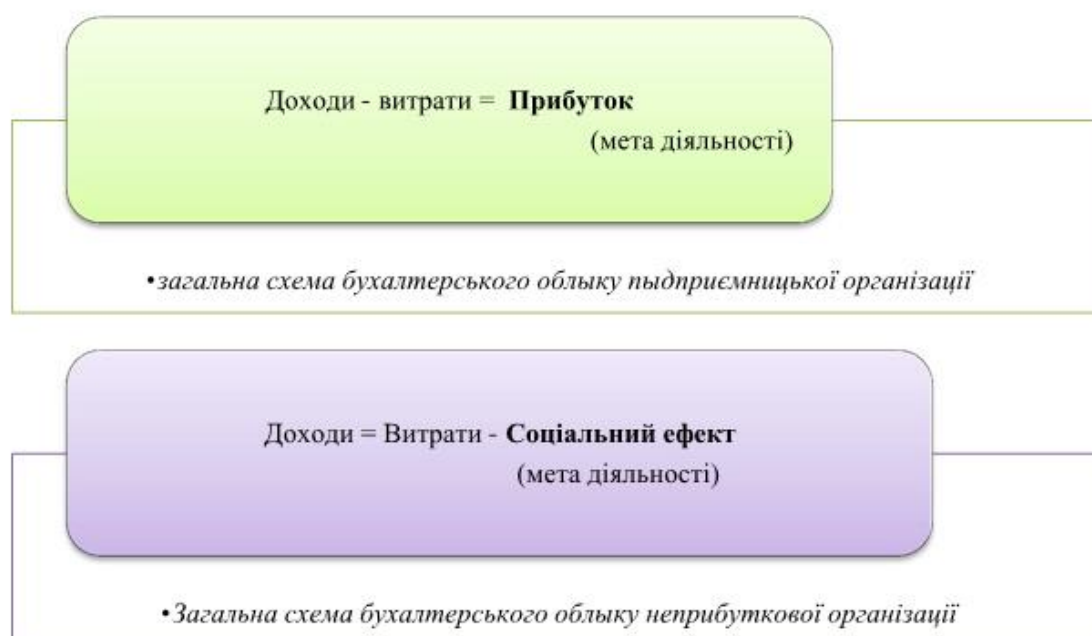 Доходи - витрати = Прибуток
(мета діяльності)
•загальна схема бухалтерського облыку пыдприємницької організації
Доходи = Витрати - Соціальний ефект
(мета діяльності)
•Загальна схема бухалтерського облыку неприбуткової організації